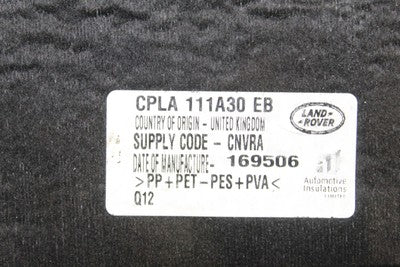 CPLA 111A30 EB
COUNTRY OF ORIGIN - UNITED KINGDOM
SUPPLY CODE - CNVRA
DATE OF MANUFACTURE- 169506
>PP+PET-PES+PVA<
Q12
LAND
ROVER
Automotive
Insulations
LIMITED